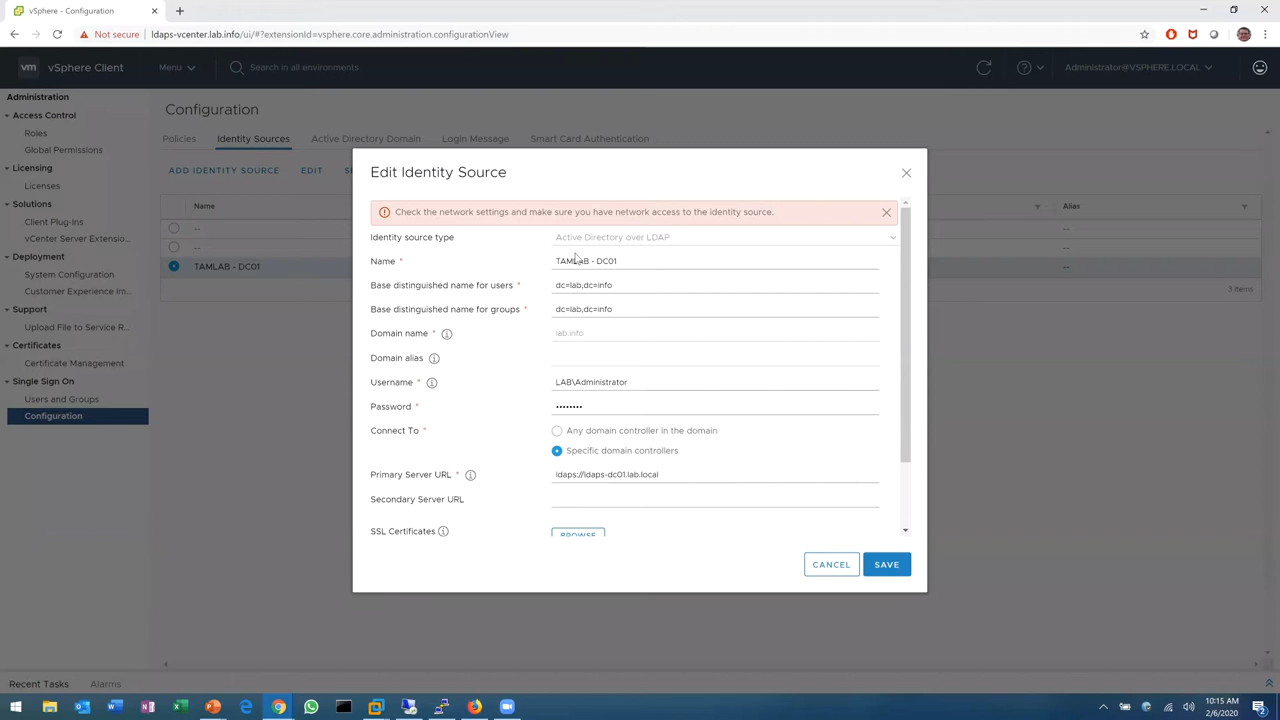 vSphere - Configuration
Not secure
ldaps-vcenter.lab.info/ui/#?extensionId=vsphere.core.administration.configurationView
vm
vSphere Client
Menu
Search in all environments
Administrator@VSPHERE.LOCAL
Administration
Access Control
Roles
Global Permissions
Licensing
Licenses
Solutions
Client Plug-Ins
vCenter Server Extensio...
Deployment
System Configuration
Customer Experience Im...
Support
Upload File to Service R...
Certificates
Certificate Management
Single Sign On
Users and Groups
Configuration
Configuration
Policies
Identity Sources
Active Directory Domain
Login Message
Smart Card Authentication
ADD IDENTITY SOURCE
EDIT
Name
Alias
--
--
--
--
TAMLAB - DC01
--
3 items
Edit Identity Source
Check the network settings and make sure you have network access to the identity source.
Identity source type
Active Directory over LDAP
Name *
TAMLAB - DC01
Base distinguished name for users *
dc=lab,dc=info
Base distinguished name for groups *
dc=lab,dc=info
Domain name *
lab.info
Domain alias
Username *
LAB\Administrator
Password *
••••••••
Connect To *
Any domain controller in the domain
Specific domain controllers
Primary Server URL *
ldaps://ldaps-dc01.lab.local
Secondary Server URL
SSL Certificates
BROWSE
CANCEL
SAVE
Recent Tasks
Alarms
10:15 AM
2/6/2020
2